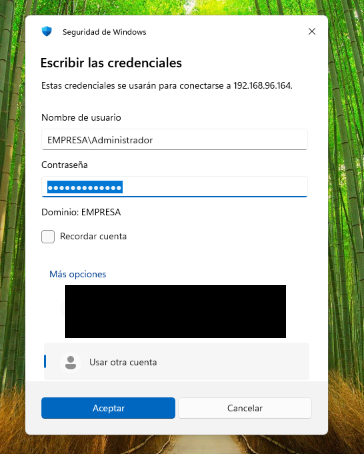 Seguridad de Windows
Escribir las credenciales
Estas credenciales se usarán para conectarse a 192.168.96.164.
Nombre de usuario
EMPRESA\Administrador
Contraseña
●●●●●●●●●●●●●
Dominio: EMPRESA
Recordar cuenta
Más opciones
Usar otra cuenta
Aceptar
Cancelar